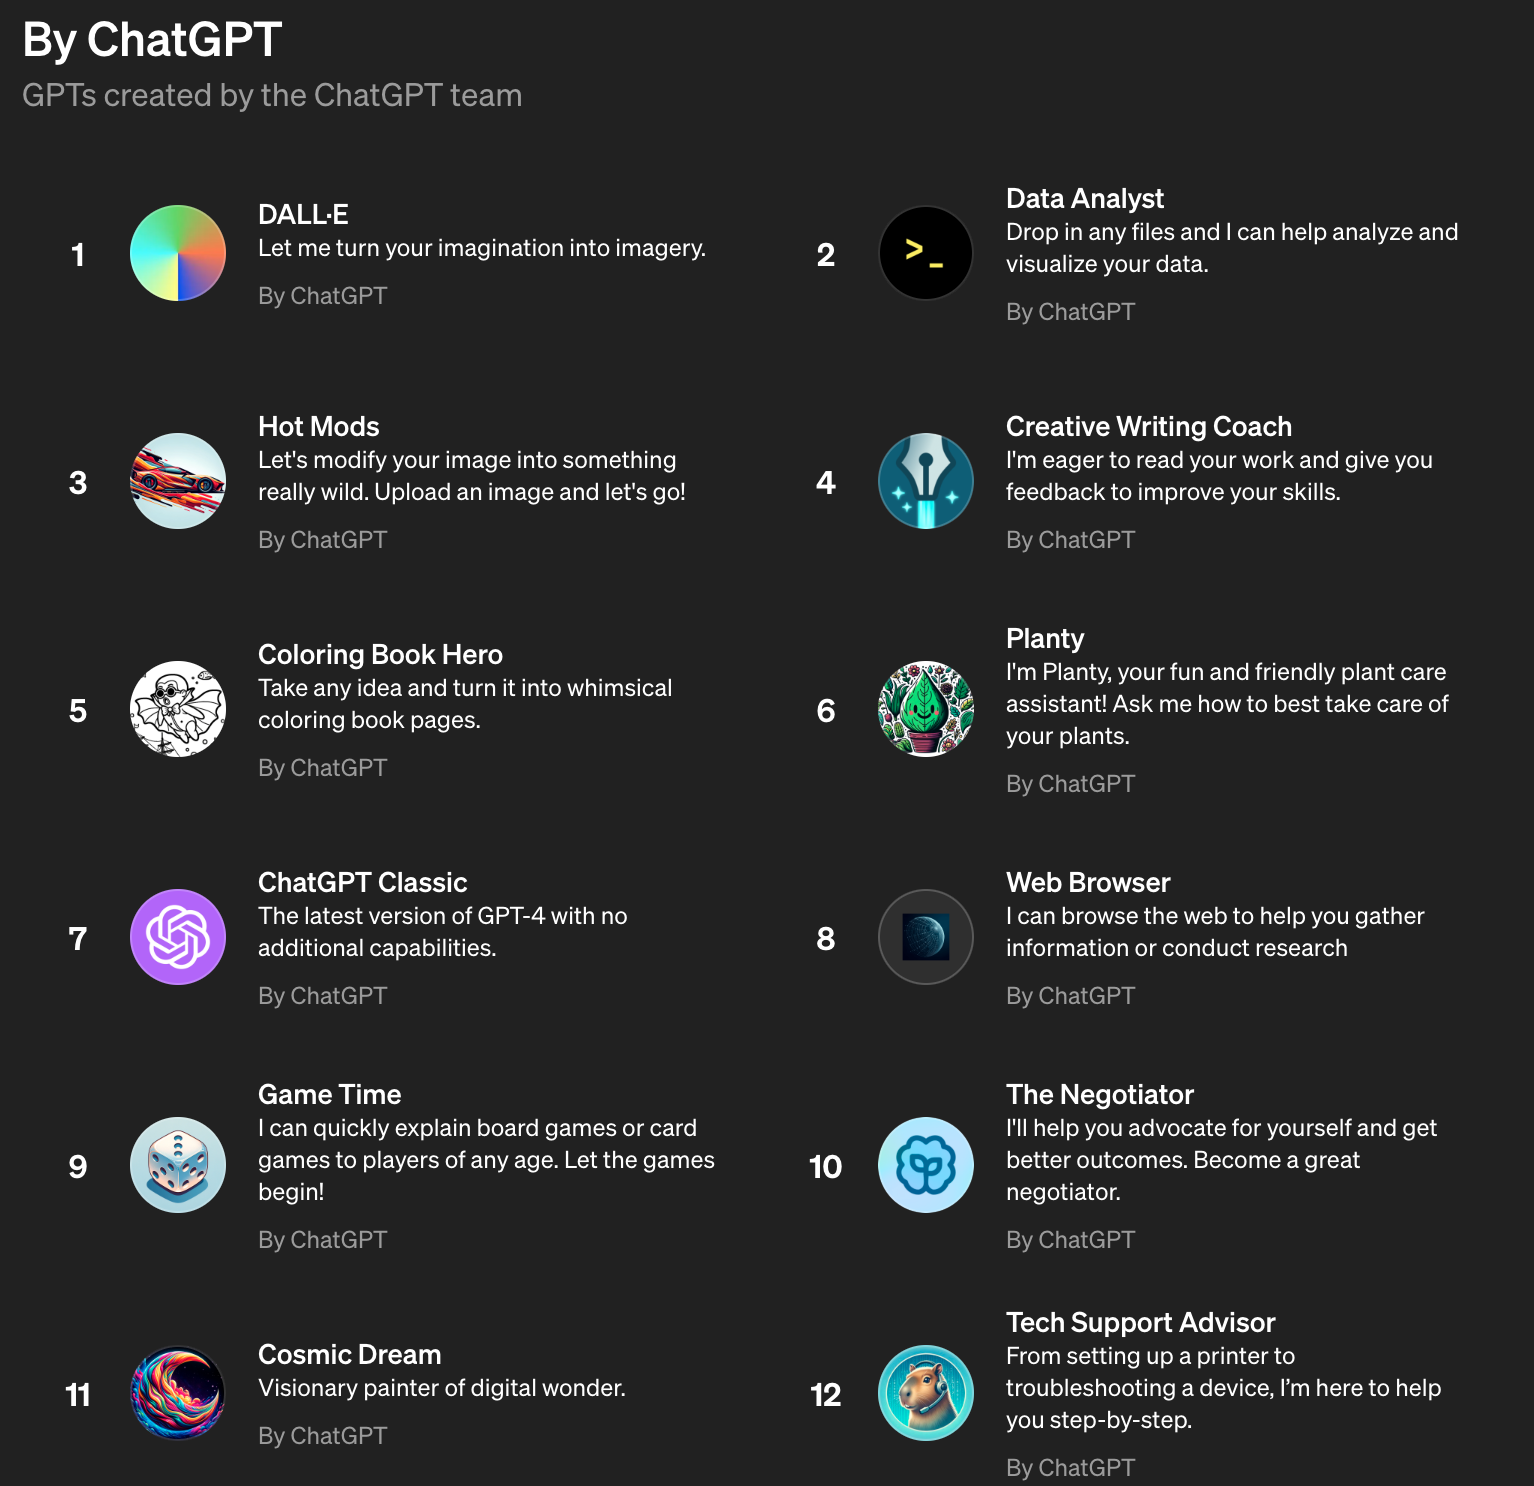 By ChatGPT
GPTs created by the ChatGPT team
1
DALL·E
Let me turn your imagination into imagery.
By ChatGPT
2
>_
Data Analyst
Drop in any files and I can help analyze and
visualize your data.
By ChatGPT
3
Hot Mods
Let's modify your image into something
really wild. Upload an image and let's go!
By ChatGPT
4
Creative Writing Coach
I'm eager to read your work and give you
feedback to improve your skills.
By ChatGPT
5
Coloring Book Hero
Take any idea and turn it into whimsical
coloring book pages.
By ChatGPT
6
Planty
I'm Planty, your fun and friendly plant care
assistant! Ask me how to best take care of
your plants.
By ChatGPT
7
ChatGPT Classic
The latest version of GPT-4 with no
additional capabilities.
By ChatGPT
8
Web Browser
I can browse the web to help you gather
information or conduct research
By ChatGPT
9
Game Time
I can quickly explain board games or card
games to players of any age. Let the games
begin!
By ChatGPT
10
The Negotiator
I'll help you advocate for yourself and get
better outcomes. Become a great
negotiator.
By ChatGPT
11
Cosmic Dream
Visionary painter of digital wonder.
By ChatGPT
12
Tech Support Advisor
From setting up a printer to
troubleshooting a device, I’m here to help
you step-by-step.
By ChatGPT